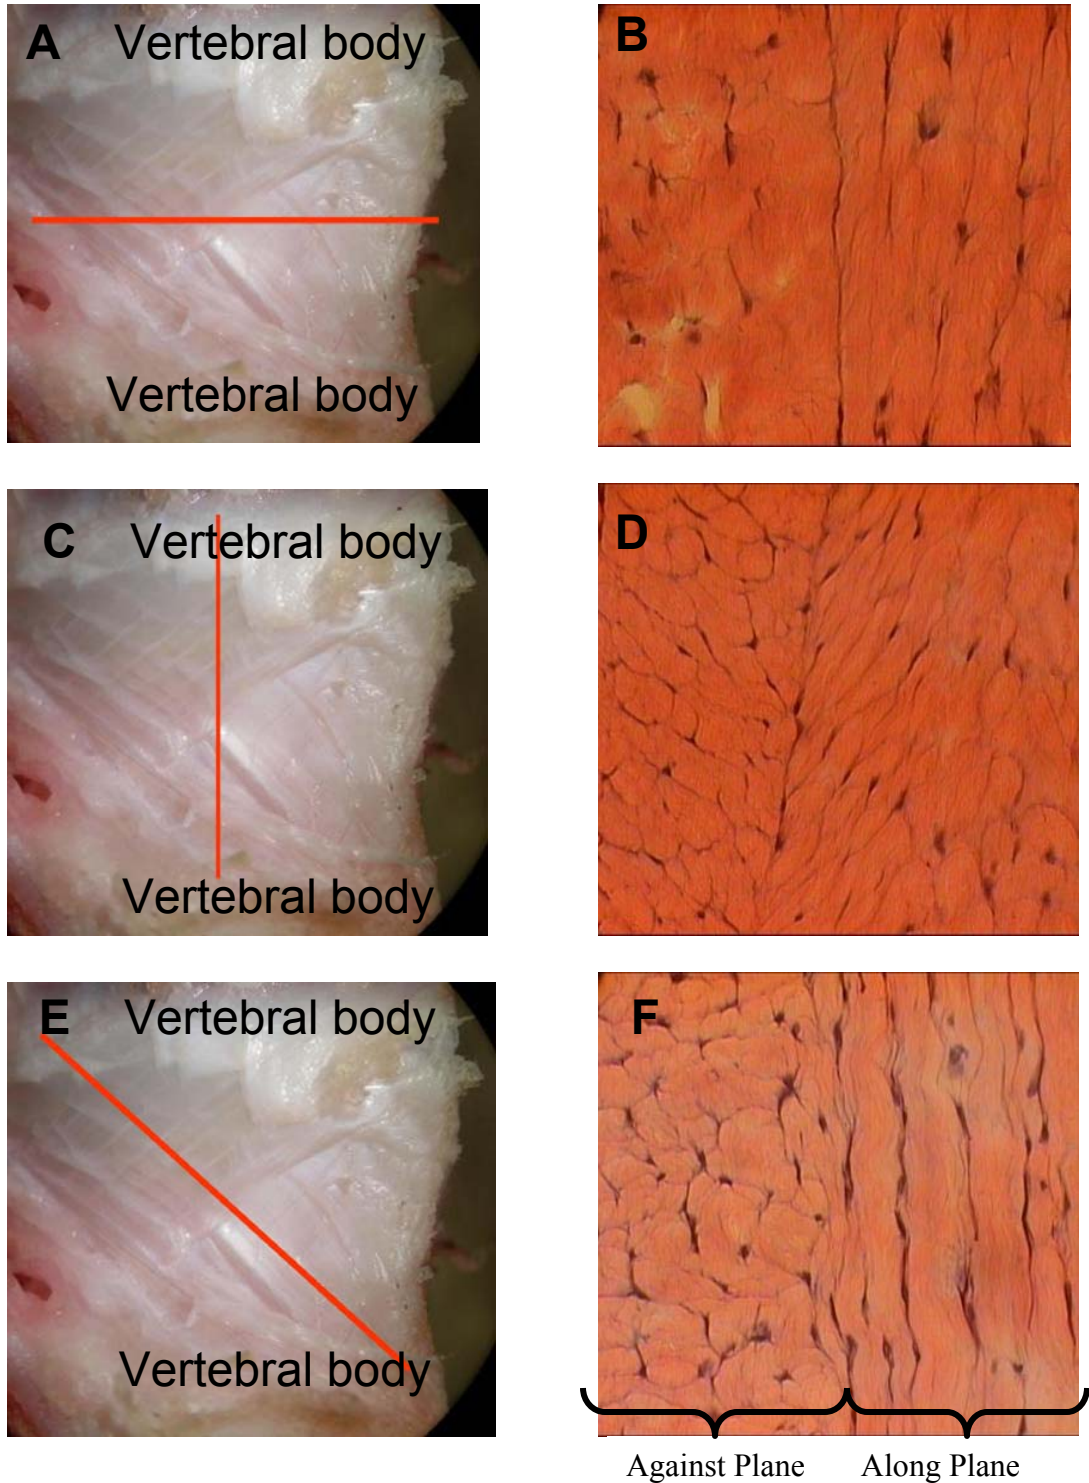 A Vertebral body
B
Vertebral body
C Vertebral body
D
Vertebral body
E Vertebral body
F
Vertebral body
Against Plane Along Plane